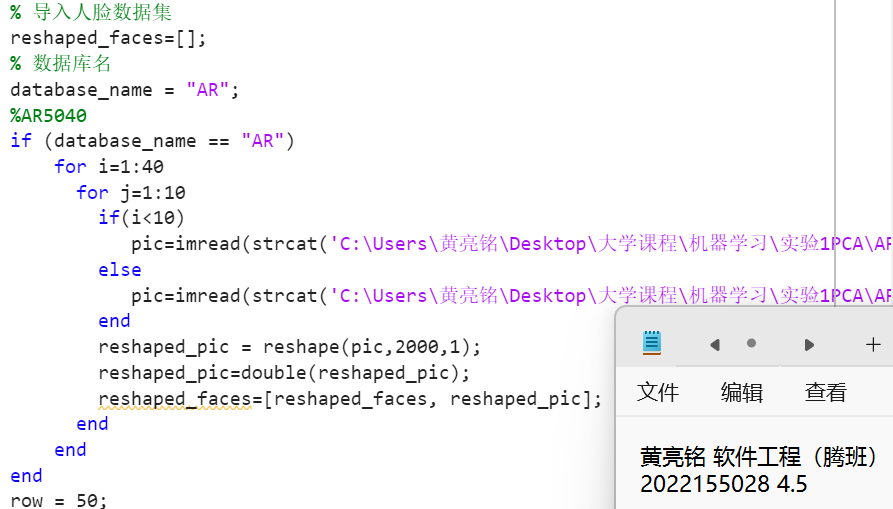 % 导入人脸数据集
reshaped_faces=[];
% 数据库名
database_name = "AR";
%AR5040
if (database_name == "AR")
    for i=1:40
      for j=1:10
        if(i<10)
           pic=imread(strcat('C:\Users\黄亮铭\Desktop\大学课程\机器学习\实验1PCA\AR
        else
           pic=imread(strcat('C:\Users\黄亮铭\Desktop\大学课程\机器学习\实验1PCA\AR
        end
        reshaped_pic = reshape(pic,2000,1);
        reshaped_pic=double(reshaped_pic);
        reshaped_faces=[reshaped_faces, reshaped_pic];
      end
    end
end
row = 50;
文件 编辑 查看
黄亮铭 软件工程（腾班）
2022155028 4.5